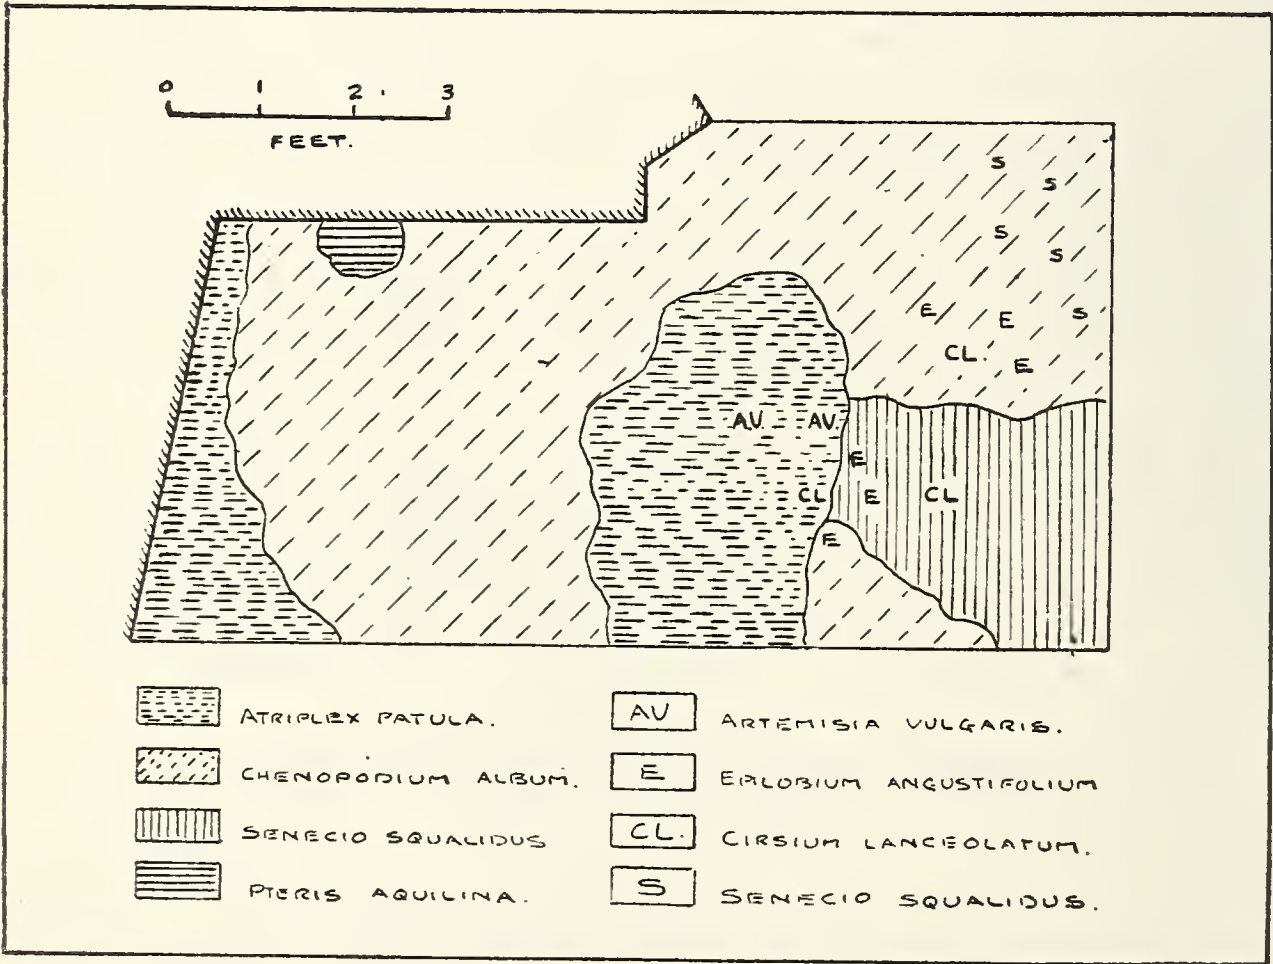 0 1 2 3
FEET.
S
S
S
S
E E S
CL. E
AV. AV.
E
CL E CL
E
ATRIPLEX PATULA. AV ARTEMISIA VULGARIS.
CHENOPODIUM ALBUM. E EPILOBIUM ANGUSTIFOLIUM
SENECIO SQUALIDUS CL. CIRSIUM LANCEOLATUM.
PTERIS AQUILINA. S SENECIO SQUALIDUS.